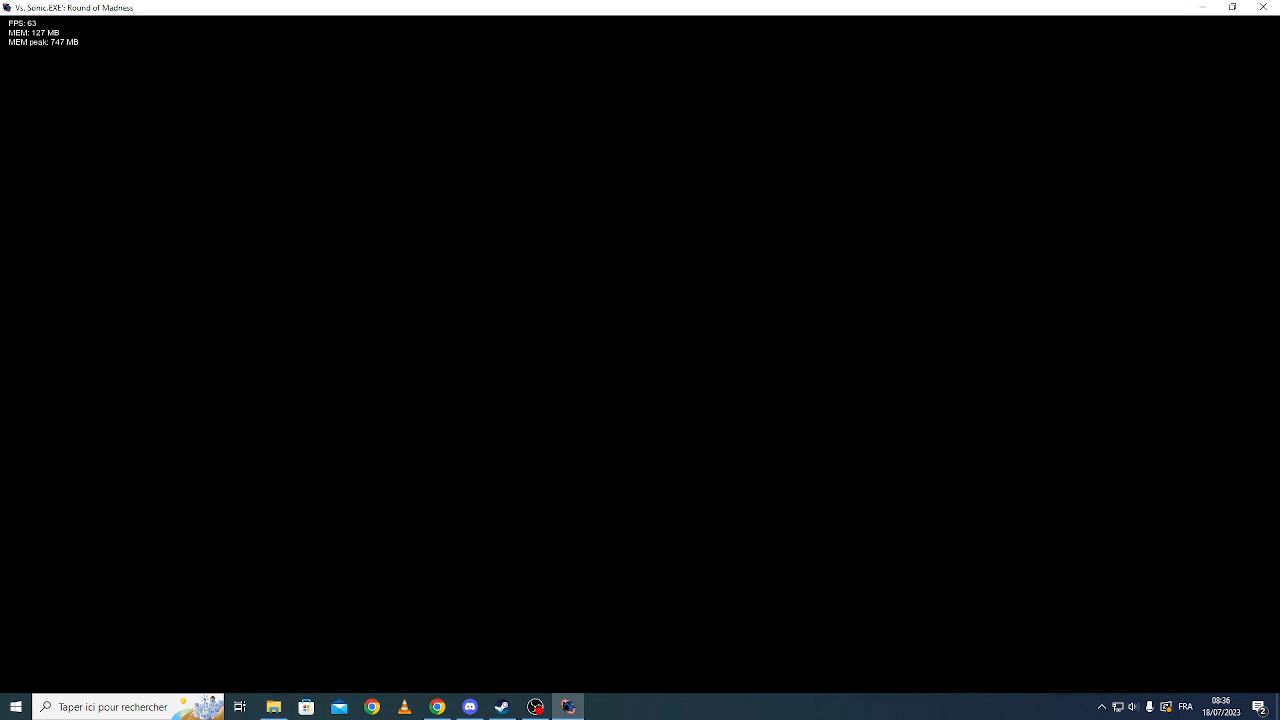 Vs. Sonic.EXE': Round of Madness
FPS: 63
MEM: 127 MB
MEM peak: 747 MB
Taper ici pour rechercher
FRA
08:36
18/07/2023
2